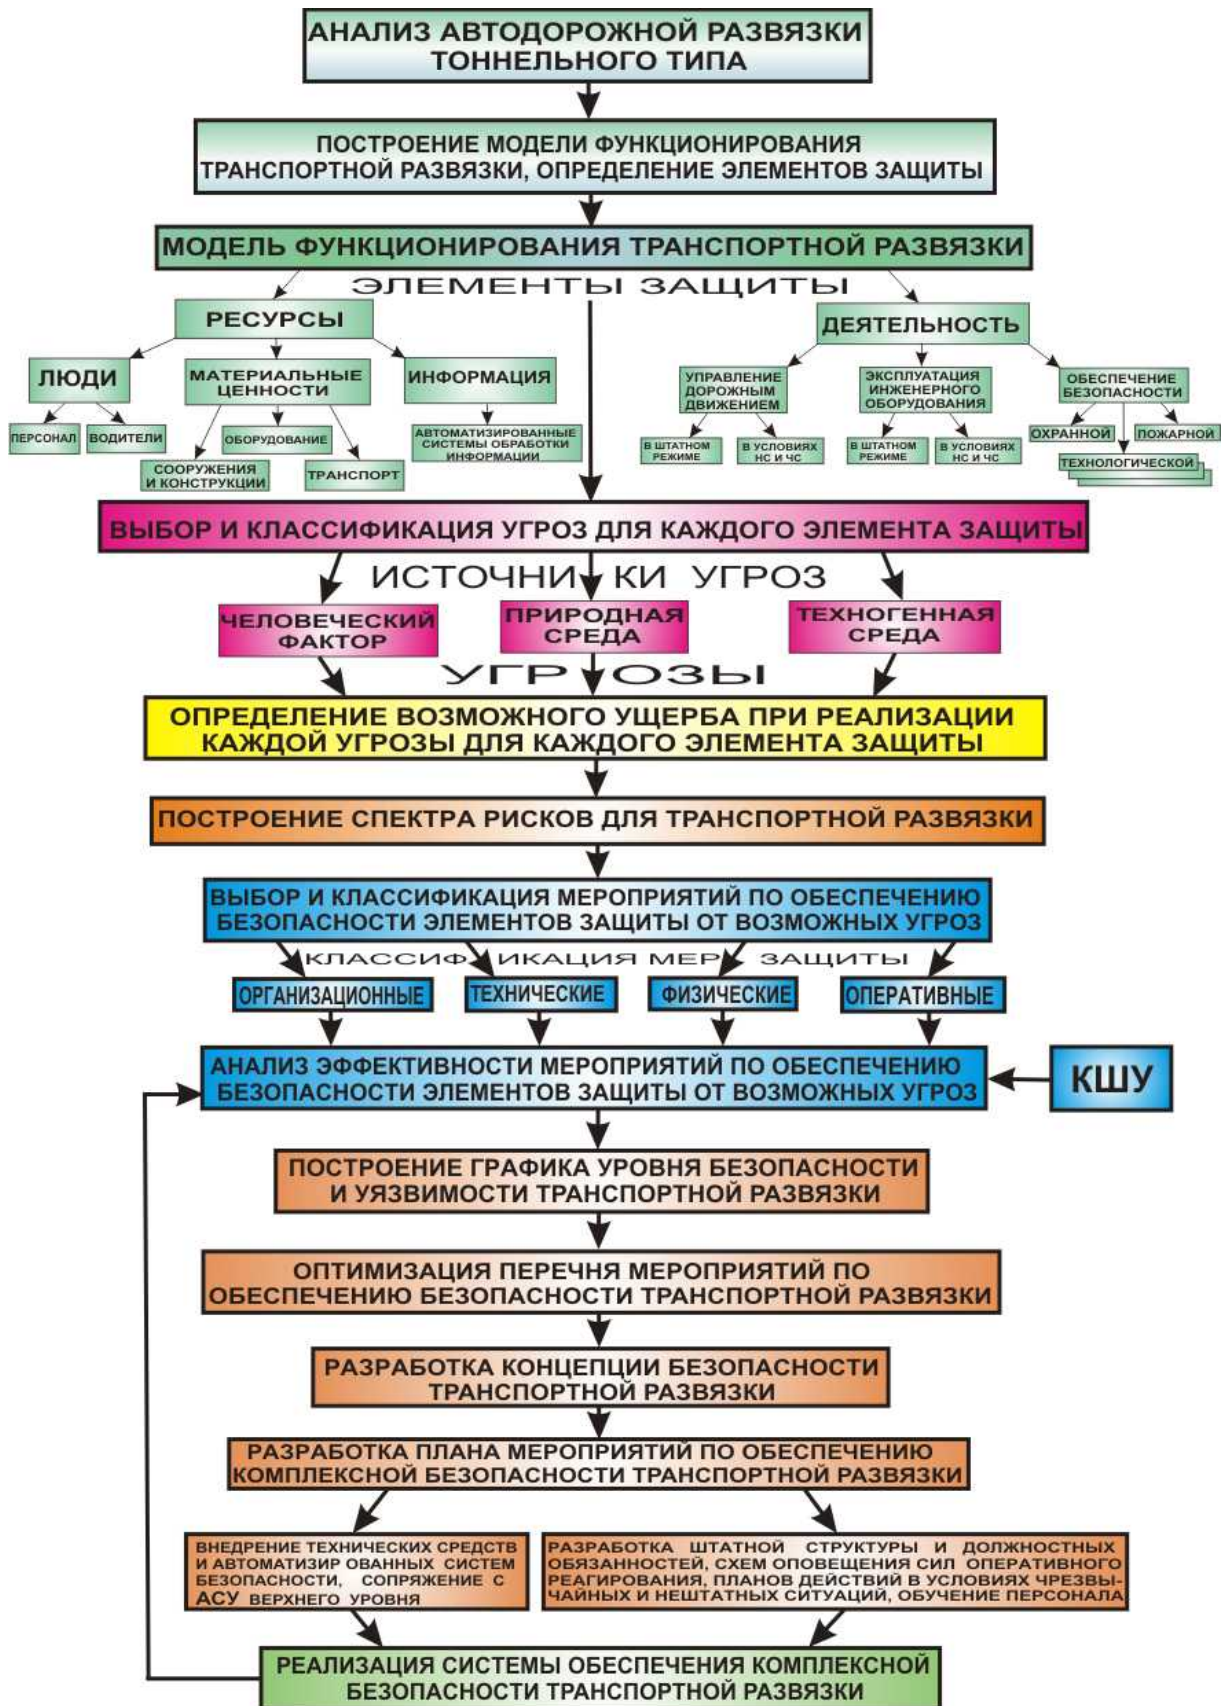 АНАЛИЗ АВТОДОРОЖНОЙ РАЗВЯЗКИ
ТОННЕЛЬНОГО ТИПА
ПОСТРОЕНИЕ МОДЕЛИ ФУНКЦИОНИРОВАНИЯ
ТРАНСПОРТНОЙ РАЗВЯЗКИ, ОПРЕДЕЛЕНИЕ ЭЛЕМЕНТОВ ЗАЩИТЫ
МОДЕЛЬ ФУНКЦИОНИРОВАНИЯ ТРАНСПОРТНОЙ РАЗВЯЗКИ
ЭЛЕМЕНТЫ ЗАЩИТЫ
РЕСУРСЫ
ЛЮДИ
ПЕРСОНАЛ
ВОДИТЕЛИ
МАТЕРИАЛЬНЫЕ
ЦЕННОСТИ
СООРУЖЕНИЯ
И КОНСТРУКЦИИ
ОБОРУДОВАНИЕ
ТРАНСПОРТ
ИНФОРМАЦИЯ
АВТОМАТИЗИРОВАННЫЕ
СИСТЕМЫ ОБРАБОТКИ
ИНФОРМАЦИИ
ДЕЯТЕЛЬНОСТЬ
УПРАВЛЕНИЕ
ДОРОЖНЫМ
ДВИЖЕНИЕМ
В ШТАТНОМ
РЕЖИМЕ
В УСЛОВИЯХ
НС И ЧС
ЭКСПЛУАТАЦИЯ
ИНЖЕНЕРНОГО
ОБОРУДОВАНИЯ
В ШТАТНОМ
РЕЖИМЕ
В УСЛОВИЯХ
НС И ЧС
ОБЕСПЕЧЕНИЕ
БЕЗОПАСНОСТИ
ОХРАННОЙ
ПОЖАРНОЙ
ТЕХНОЛОГИЧЕСКОЙ
ВЫБОР И КЛАССИФИКАЦИЯ УГРОЗ ДЛЯ КАЖДОГО ЭЛЕМЕНТА ЗАЩИТЫ
ИСТОЧНИ КИ УГРОЗ
ЧЕЛОВЕЧЕСКИЙ
ФАКТОР
ПРИРОДНАЯ
СРЕДА
ТЕХНОГЕННАЯ
СРЕДА
УГР ОЗЫ
ОПРЕДЕЛЕНИЕ ВОЗМОЖНОГО УЩЕРБА ПРИ РЕАЛИЗАЦИИ
КАЖДОЙ УГРОЗЫ ДЛЯ КАЖДОГО ЭЛЕМЕНТА ЗАЩИТЫ
ПОСТРОЕНИЕ СПЕКТРА РИСКОВ ДЛЯ ТРАНСПОРТНОЙ РАЗВЯЗКИ
ВЫБОР И КЛАССИФИКАЦИЯ МЕРОПРИЯТИЙ ПО ОБЕСПЕЧЕНИЮ
БЕЗОПАСНОСТИ ЭЛЕМЕНТОВ ЗАЩИТЫ ОТ ВОЗМОЖНЫХ УГРОЗ
КЛАССИФ ИКАЦИЯ МЕР ЗАЩИТЫ
ОРГАНИЗАЦИОННЫЕ
ТЕХНИЧЕСКИЕ
ФИЗИЧЕСКИЕ
ОПЕРАТИВНЫЕ
АНАЛИЗ ЭФФЕКТИВНОСТИ МЕРОПРИЯТИЙ ПО ОБЕСПЕЧЕНИЮ
БЕЗОПАСНОСТИ ЭЛЕМЕНТОВ ЗАЩИТЫ ОТ ВОЗМОЖНЫХ УГРОЗ
КШУ
ПОСТРОЕНИЕ ГРАФИКА УРОВНЯ БЕЗОПАСНОСТИ
И УЯЗВИМОСТИ ТРАНСПОРТНОЙ РАЗВЯЗКИ
ОПТИМИЗАЦИЯ ПЕРЕЧНЯ МЕРОПРИЯТИЙ ПО
ОБЕСПЕЧЕНИЮ БЕЗОПАСНОСТИ ТРАНСПОРТНОЙ РАЗВЯЗКИ
РАЗРАБОТКА КОНЦЕПЦИИ БЕЗОПАСНОСТИ
ТРАНСПОРТНОЙ РАЗВЯЗКИ
РАЗРАБОТКА ПЛАНА МЕРОПРИЯТИЙ ПО ОБЕСПЕЧЕНИЮ
КОМПЛЕКСНОЙ БЕЗОПАСНОСТИ ТРАНСПОРТНОЙ РАЗВЯЗКИ
ВНЕДРЕНИЕ ТЕХНИЧЕСКИХ СРЕДСТВ
И АВТОМАТИЗИР ОВАННЫХ СИСТЕМ
БЕЗОПАСНОСТИ, СОПРЯЖЕНИЕ С
АСУ ВЕРХНЕГО УРОВНЯ
РАЗРАБОТКА ШТАТНОЙ СТРУКТУРЫ И ДОЛЖНОСТНЫХ
ОБЯЗАННОСТЕЙ, СХЕМ ОПОВЕЩЕНИЯ СИЛ ОПЕРАТИВНОГО
РЕАГИРОВАНИЯ, ПЛАНОВ ДЕЙСТВИЙ В УСЛОВИЯХ ЧРЕЗВЫ-
ЧАЙНЫХ И НЕШТАТНЫХ СИТУАЦИЙ, ОБУЧЕНИЕ ПЕРСОНАЛА
РЕАЛИЗАЦИЯ СИСТЕМЫ ОБЕСПЕЧЕНИЯ КОМПЛЕКСНОЙ
БЕЗОПАСНОСТИ ТРАНСПОРТНОЙ РАЗВЯЗКИ